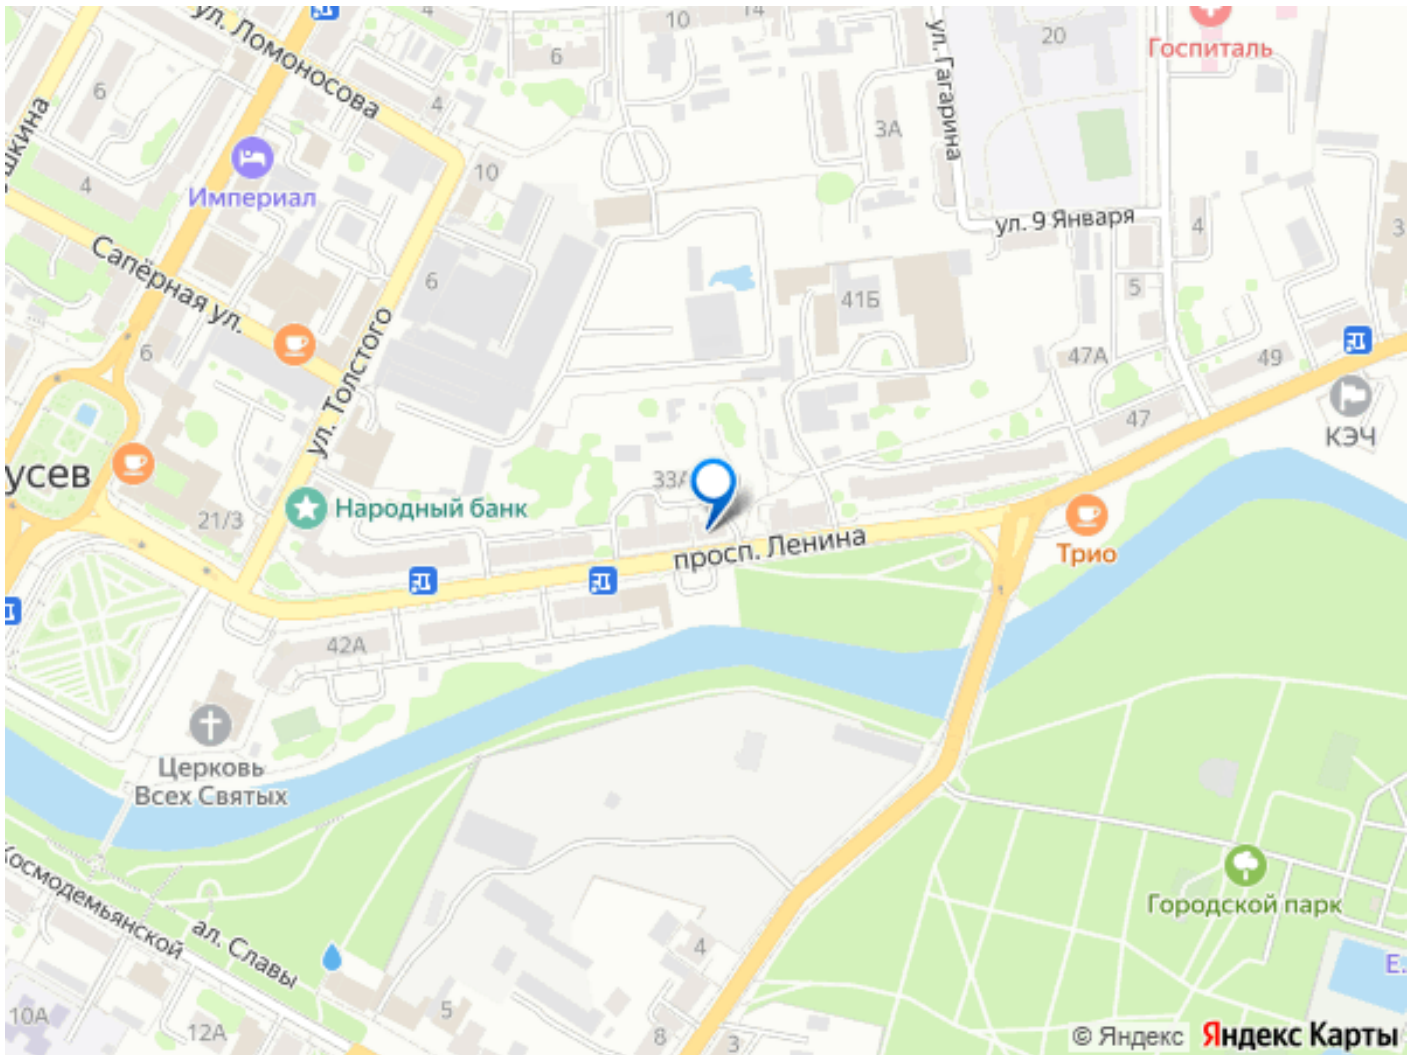 ул. Ломоносова
4
10
14
6
20
Госпиталь
6
4
ул. Гагарина
3А
ушкина
Империал
4
10
ул. 9 Января
4
3
Сапёрная ул.
6
41Б
5
6
ул. Толстого
47А
49
КЭЧ
47
усев
33А
21/3
Народный банк
просп. Ленина
Трио
42А
Церковь
Всех Святых
Космодемьянской
ал. Славы
Городской парк
4
Е.
10А
12А
5
8
3
© Яндекс Яндекс Карты